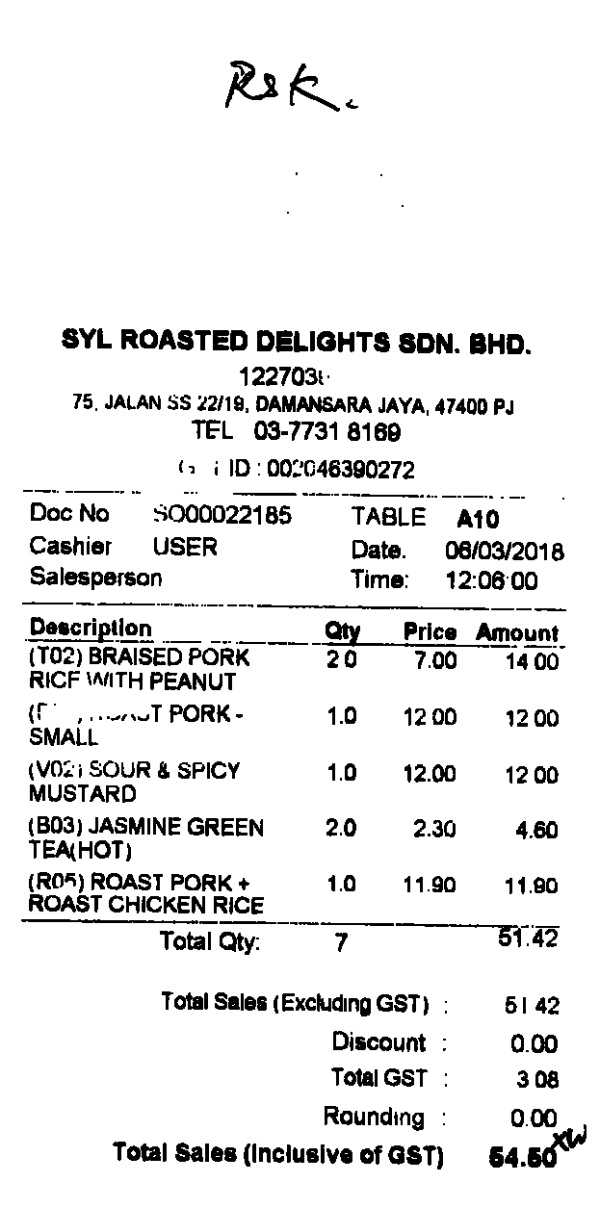 SYL ROASTED DELIGHTS SDN. BHD.
75, JALAN SS 22/19, DAMANSARA JAYA, 47400 PJ
TEL 03-7731 8169
ID : 002046390272
Doc No SO00022185 TABLE A10
Cashier USER Date. 06/03/2018
Salesperson Time: 12:06:00
Description Qty Price Amount
(T02) BRAISED PORK 2.0 7.00 14.00
RICE WITH PEANUT
PORK - 1.0 12.00 12.00
SMALL
(V02) SOUR & SPICY 1.0 12.00 12.00
MUSTARD
(B03) JASMINE GREEN 2.0 2.30 4.60
TEA(HOT)
(R05) ROAST PORK + 1.0 11.90 11.90
ROAST CHICKEN RICE
Total Qty: 7 51.42
Total Sales (Excluding GST) : 51.42
Discount : 0.00
Total GST : 3.08
Rounding : 0.00
Total Sales (Inclusive of GST) 54.50